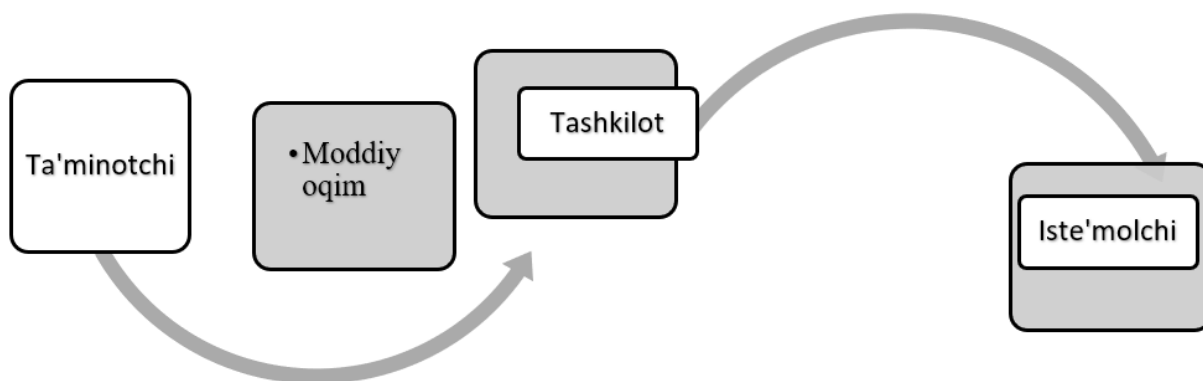 Ta'minotchi
•Moddiy
oqim
Tashkilot
Iste'molchi